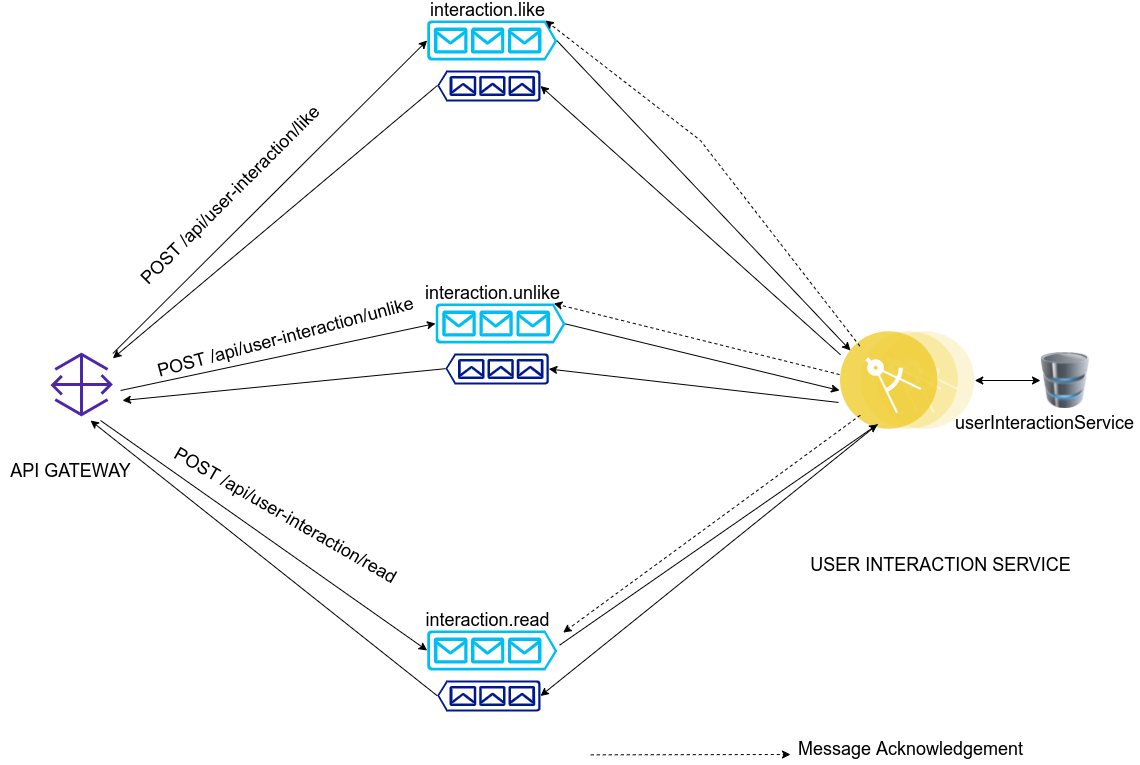 interaction.like
POST /api/user-interaction/like
interaction.unlike
POST /api/user-interaction/unlike
userInteractionService
API GATEWAY
POST /api/user-interaction/read
USER INTERACTION SERVICE
interaction.read
Message Acknowledgement